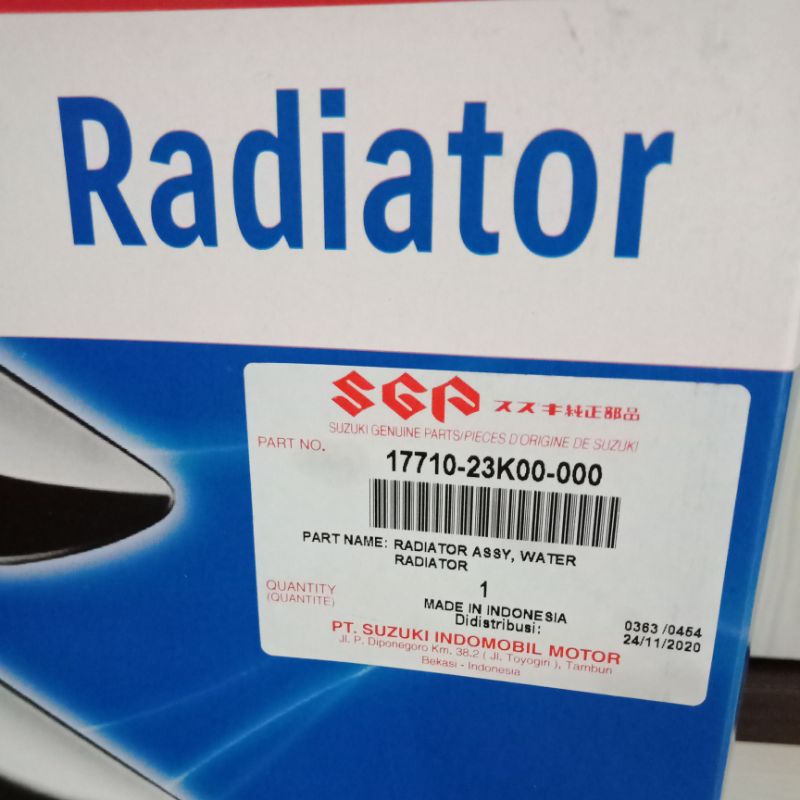 Radiator
SGP スズキ純正部品
SUZUKI GENUINE PARTS/PIECES D'ORIGINE DE SUZUKI
PART NO.
17710-23K00-000
PART NAME: RADIATOR ASSY, WATER
RADIATOR
QUANTITY
(QUANTITE)
1
MADE IN INDONESIA
Didistribusi:
0363 /0454
24/11/2020
PT. SUZUKI INDOMOBIL MOTOR
Jl. P. Diponegoro Km. 38.2 ( Jl. Toyogiri ), Tambun
Bekasi - Indonesia